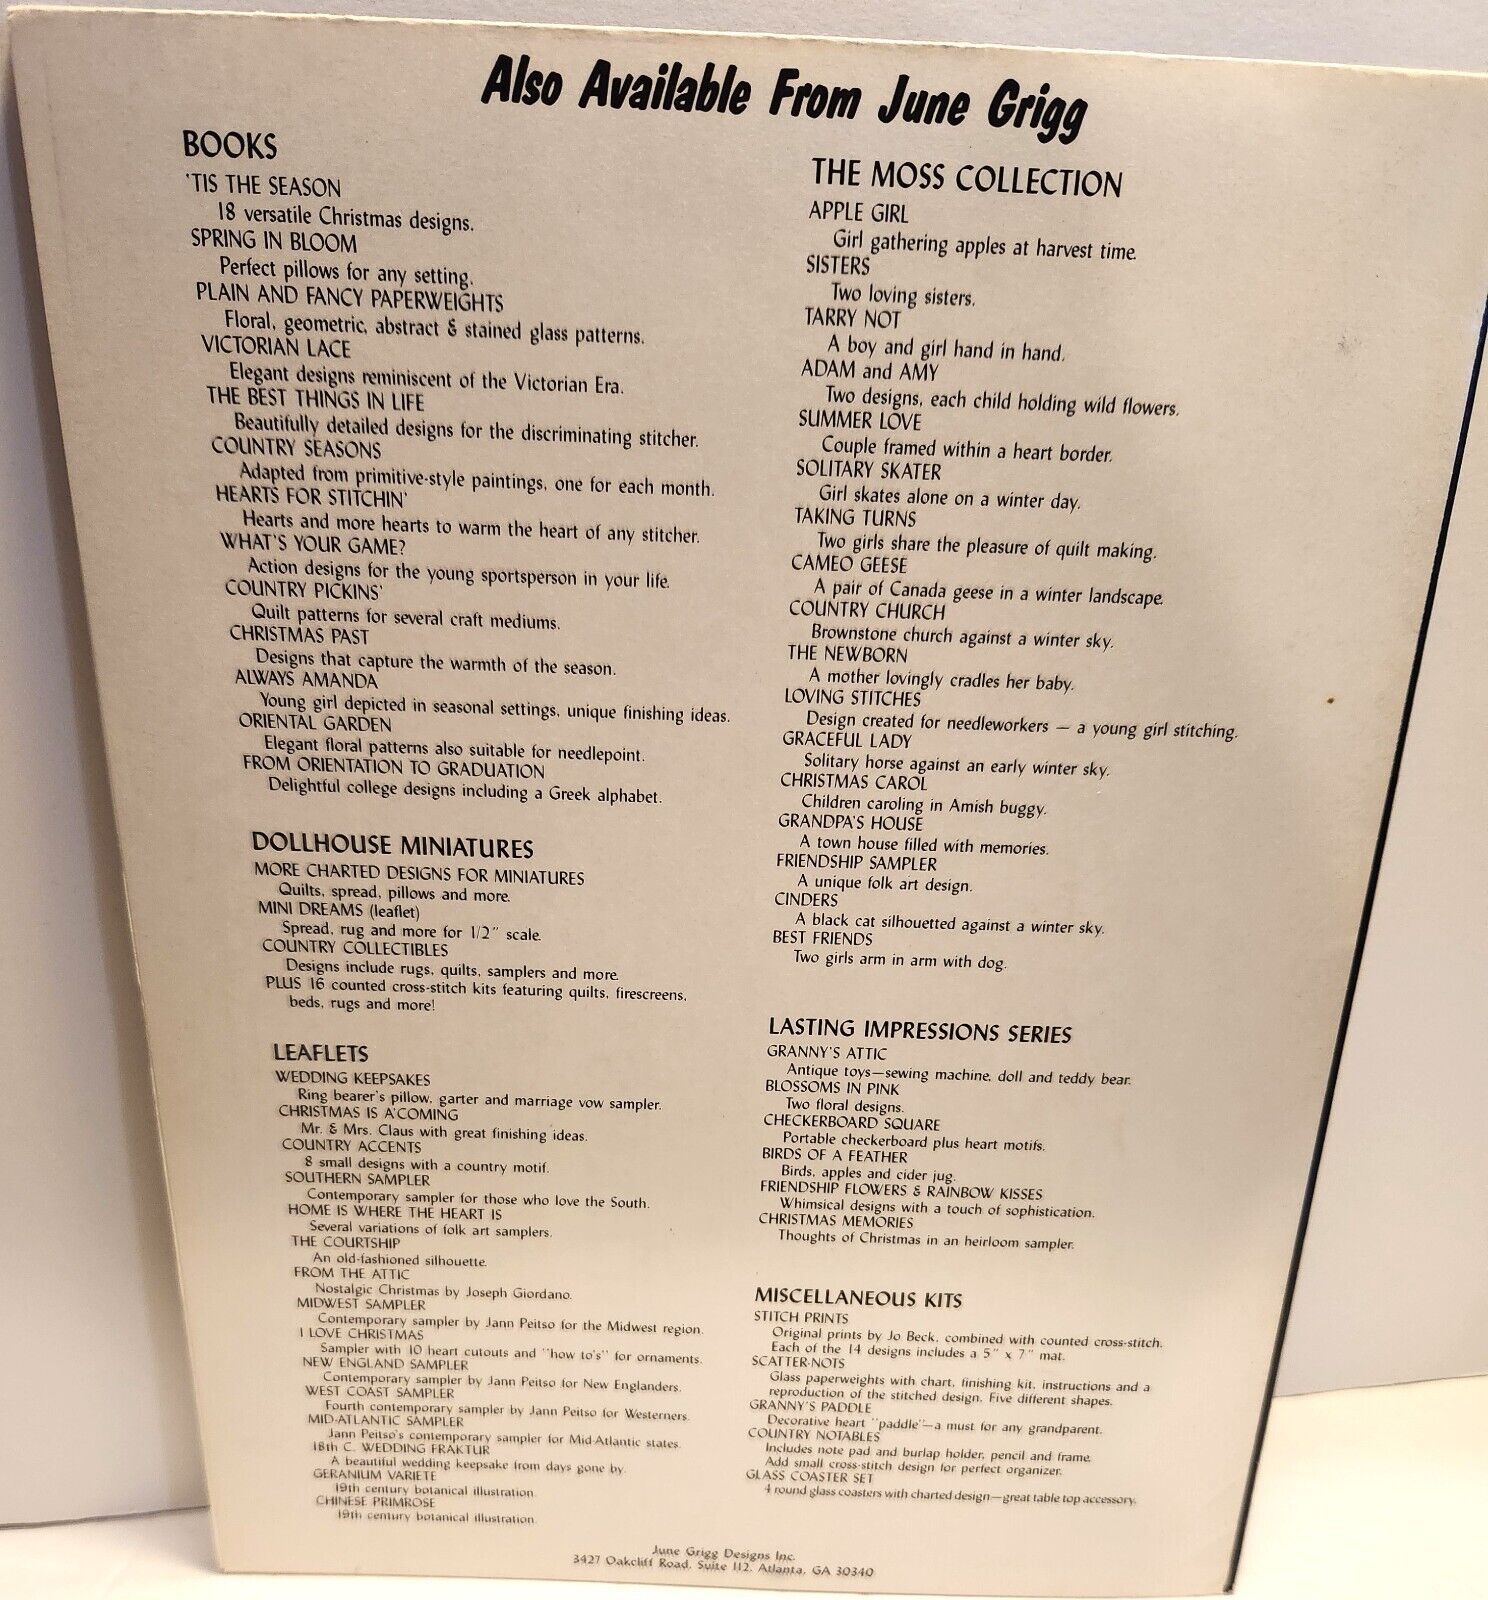 Also Available From June Grigg
BOOKS
'TIS THE SEASON
18 versatile Christmas designs.
SPRING IN BLOOM
Perfect pillows for any setting.
PLAIN AND FANCY PAPERWEIGHTS
Floral, geometric, abstract & stained glass patterns.
VICTORIAN LACE
Elegant designs reminiscent of the Victorian Era.
THE BEST THINGS IN LIFE
Beautifully detailed designs for the discriminating stitcher.
COUNTRY SEASONS
Adapted from primitive-style paintings, one for each month.
HEARTS FOR STITCHIN'
Hearts and more hearts to warm the heart of any stitcher.
WHAT'S YOUR GAME?
Action designs for the young sportsperson in your life.
COUNTRY PICKINS'
Quilt patterns for several craft mediums.
CHRISTMAS PAST
Designs that capture the warmth of the season.
ALWAYS AMANDA
Young girl depicted in seasonal settings, unique finishing ideas.
ORIENTAL GARDEN
Elegant floral patterns also suitable for needlepoint.
FROM ORIENTATION TO GRADUATION
Delightful college designs including a Greek alphabet.
DOLLHOUSE MINIATURES
MORE CHARTED DESIGNS FOR MINIATURES
Quilts, spread, pillows and more.
MINI DREAMS (leaflet)
Spread, rug and more for 1/2" scale.
COUNTRY COLLECTIBLES
Designs include rugs, quilts, samplers and more.
PLUS 16 counted cross-stitch kits featuring quilts, firescreens,
beds, rugs and more!
LEAFLETS
WEDDING KEEPSAKES
Ring bearer's pillow, garter and marriage vow sampler.
CHRISTMAS IS A'COMING
Mr. & Mrs. Claus with great finishing ideas.
COUNTRY ACCENTS
8 small designs with a country motif.
SOUTHERN SAMPLER
Contemporary sampler for those who love the South.
HOME IS WHERE THE HEART IS
Several variations of folk art samplers.
THE COURTSHIP
An old-fashioned silhouette.
FROM THE ATTIC
Nostalgic Christmas by Joseph Giordano.
MIDWEST SAMPLER
Contemporary sampler by Jann Peitso for the Midwest region.
I LOVE CHRISTMAS
Sampler with 10 heart cutouts and "how to's" for ornaments.
NEW ENGLAND SAMPLER
Contemporary sampler by Jann Peitso for New Englanders.
WEST COAST SAMPLER
Fourth contemporary sampler by Jann Peitso for Westerners.
MID-ATLANTIC SAMPLER
Jann Peitso's contemporary sampler for Mid-Atlantic states.
18th C. WEDDING FRAKTUR
A beautiful wedding keepsake from days gone by.
GERANIUM VARIETE
19th century botanical illustration.
CHINESE PRIMROSE
19th century botanical illustration.
THE MOSS COLLECTION
APPLE GIRL
Girl gathering apples at harvest time.
SISTERS
Two loving sisters.
TARRY NOT
A boy and girl hand in hand.
ADAM and AMY
Two designs, each child holding wild flowers.
SUMMER LOVE
Couple framed within a heart border.
SOLITARY SKATER
Girl skates alone on a winter day.
TAKING TURNS
Two girls share the pleasure of quilt making.
CAMEO GEESE
A pair of Canada geese in a winter landscape.
COUNTRY CHURCH
Brownstone church against a winter sky.
THE NEWBORN
A mother lovingly cradles her baby.
LOVING STITCHES
Design created for needleworkers — a young girl stitching.
GRACEFUL LADY
Solitary horse against an early winter sky.
CHRISTMAS CAROL
Children caroling in Amish buggy.
GRANDPA'S HOUSE
A town house filled with memories.
FRIENDSHIP SAMPLER
A unique folk art design.
CINDERS
A black cat silhouetted against a winter sky.
BEST FRIENDS
Two girls arm in arm with dog.
LASTING IMPRESSIONS SERIES
GRANNY'S ATTIC
Antique toys—sewing machine, doll and teddy bear.
BLOSSOMS IN PINK
Two floral designs.
CHECKERBOARD SQUARE
Portable checkerboard plus heart motifs.
BIRDS OF A FEATHER
Birds, apples and cider jug.
FRIENDSHIP FLOWERS & RAINBOW KISSES
Whimsical designs with a touch of sophistication.
CHRISTMAS MEMORIES
Thoughts of Christmas in an heirloom sampler.
MISCELLANEOUS KITS
STITCH PRINTS
Original prints by Jo Beck, combined with counted cross-stitch.
Each of the 14 designs includes a 5" x 7" mat.
SCATTER-NOTS
Glass paperweights with chart, finishing kit, instructions and a
reproduction of the stitched design. Five different shapes.
GRANNY'S PADDLE
Decorative heart "paddle"—a must for any grandparent.
COUNTRY NOTABLES
Includes note pad and burlap holder, pencil and frame.
Add small cross-stitch design for perfect organizer.
GLASS COASTER SET
4 round glass coasters with charted design—great table top accessory.
June Grigg Designs Inc.
3427 Oakcliff Road, Suite 112, Atlanta, GA 30340